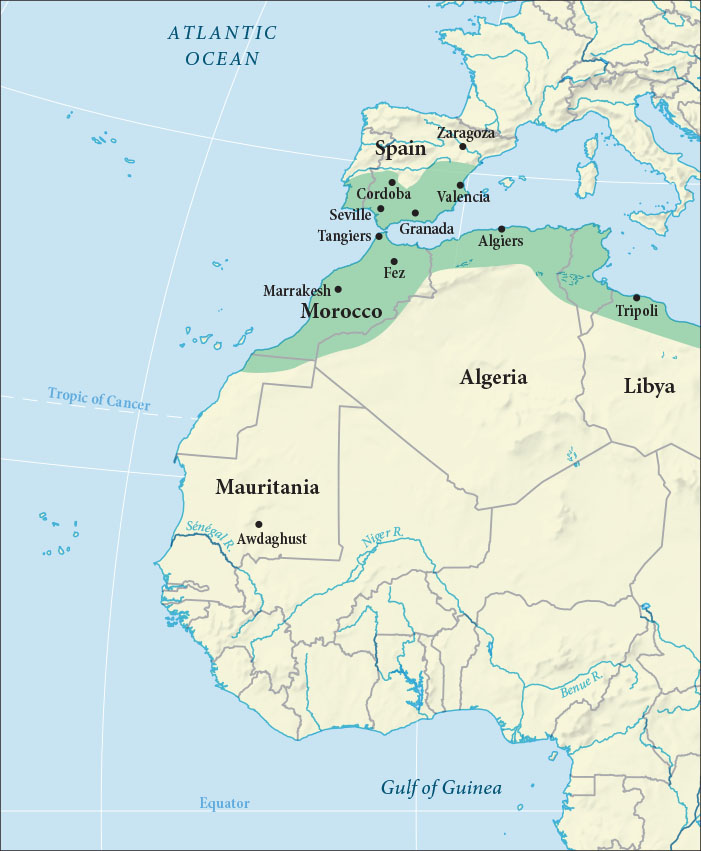 ATLANTIC
OCEAN
Zaragoza
Spain
Cordoba
Valencia
Seville
Granada
Tangiers
Algiers
Fez
Marrakesh
Morocco
Tripoli
Algeria
Libya
Tropic of Cancer
Mauritania
Sénégal R.
Awdaghust
Niger R.
Benue R.
Gulf of Guinea
Equator